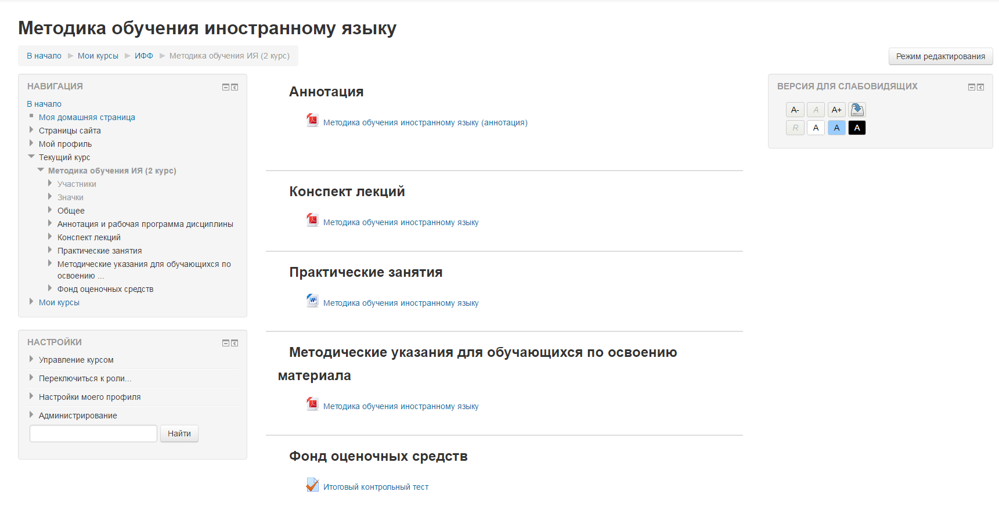 Методика обучения иностранному языку
В начало ► Мои курсы ► ИФФ ► Методика обучения ИЯ (2 курс)
Режим редактирования
НАВИГАЦИЯ
В начало
Моя домашняя страница
Страницы сайта
Мой профиль
Текущий курс
Методика обучения ИЯ (2 курс)
Участники
Значки
Общее
Аннотация и рабочая программа дисциплины
Конспект лекций
Практические занятия
Методические указания для обучающихся по
освоению ...
Фонд оценочных средств
Мои курсы
НАСТРОЙКИ
Управление курсом
Переключиться к роли...
Настройки моего профиля
Администрирование
Найти
Аннотация
Методика обучения иностранному языку (аннотация)
Конспект лекций
Методика обучения иностранному языку
Практические занятия
Методика обучения иностранному языку
Методические указания для обучающихся по освоению
материала
Методика обучения иностранному языку
Фонд оценочных средств
Итоговый контрольный тест
ВЕРСИЯ ДЛЯ СЛАБОВИДЯЩИХ
A- A A+
R A A A